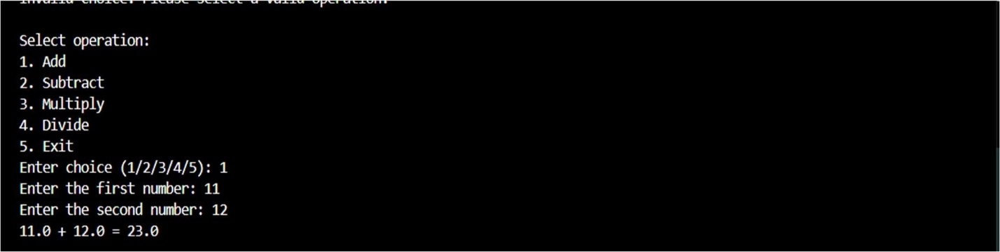 Invalid choice. Please select a valid operation.
Select operation:
1. Add
2. Subtract
3. Multiply
4. Divide
5. Exit
Enter choice (1/2/3/4/5): 1
Enter the first number: 11
Enter the second number: 12
11.0 + 12.0 = 23.0